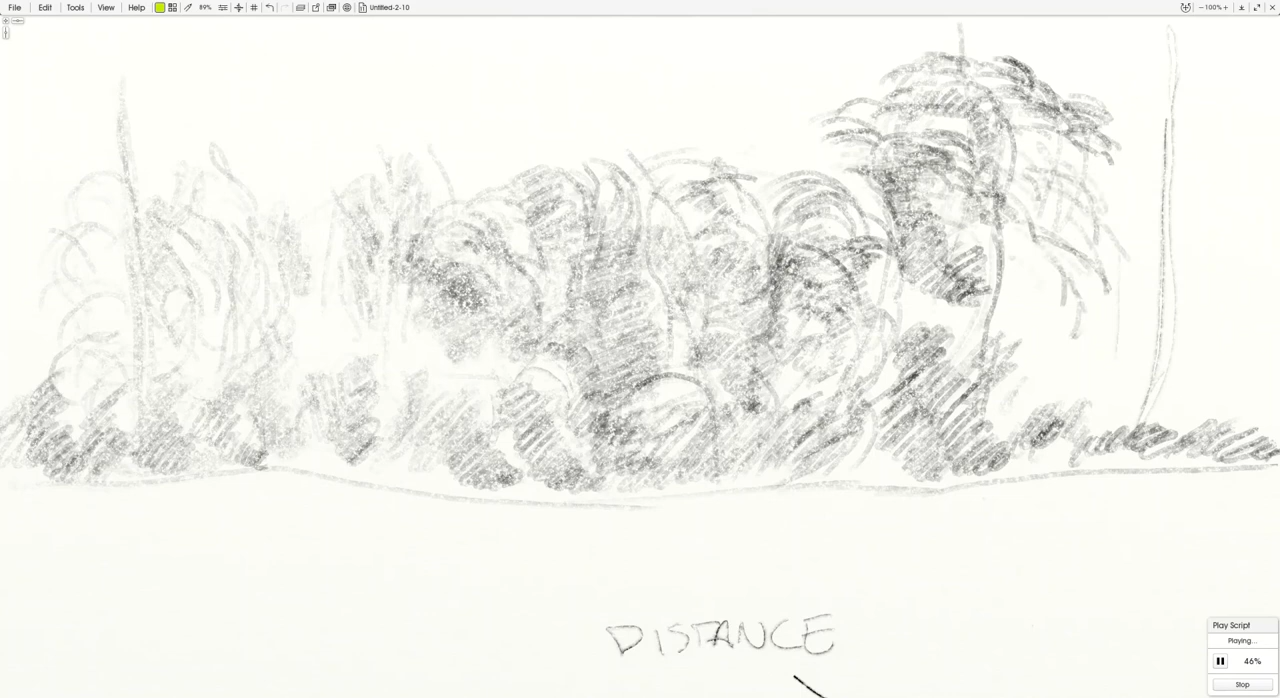 File Edit Tools View Help 89% Untitled-2-10 − 100% +
DISTANCE
Play Script
Playing...
46%
Stop